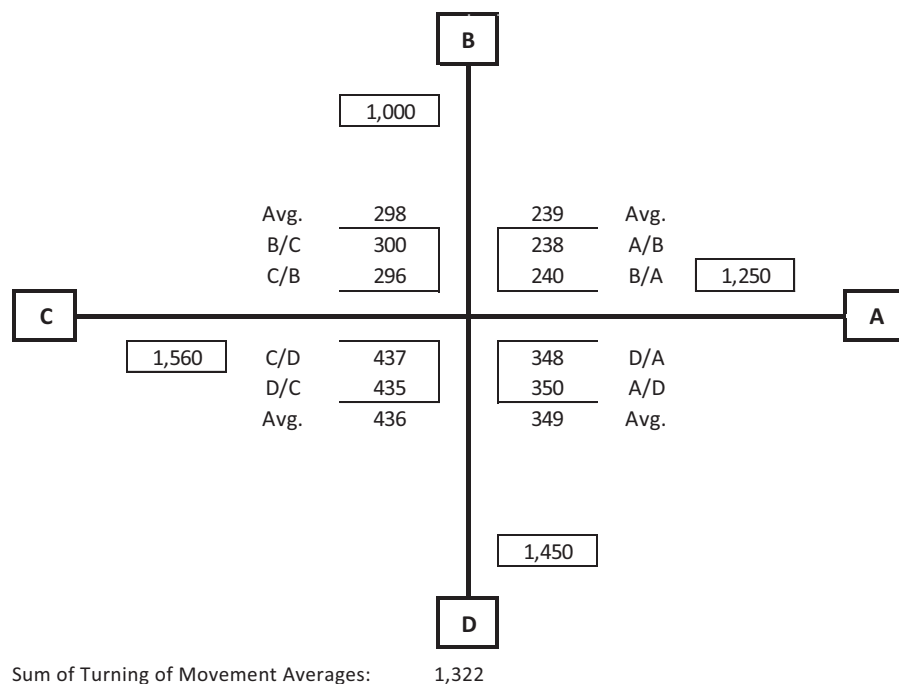 B
1,000
Avg. 298 239 Avg.
B/C 300 238 A/B
C/B 296 240 B/A 1,250
C A
1,560 C/D 437 348 D/A
D/C 435 350 A/D
Avg. 436 349 Avg.
1,450
D
Sum of Turning of Movement Averages: 1,322